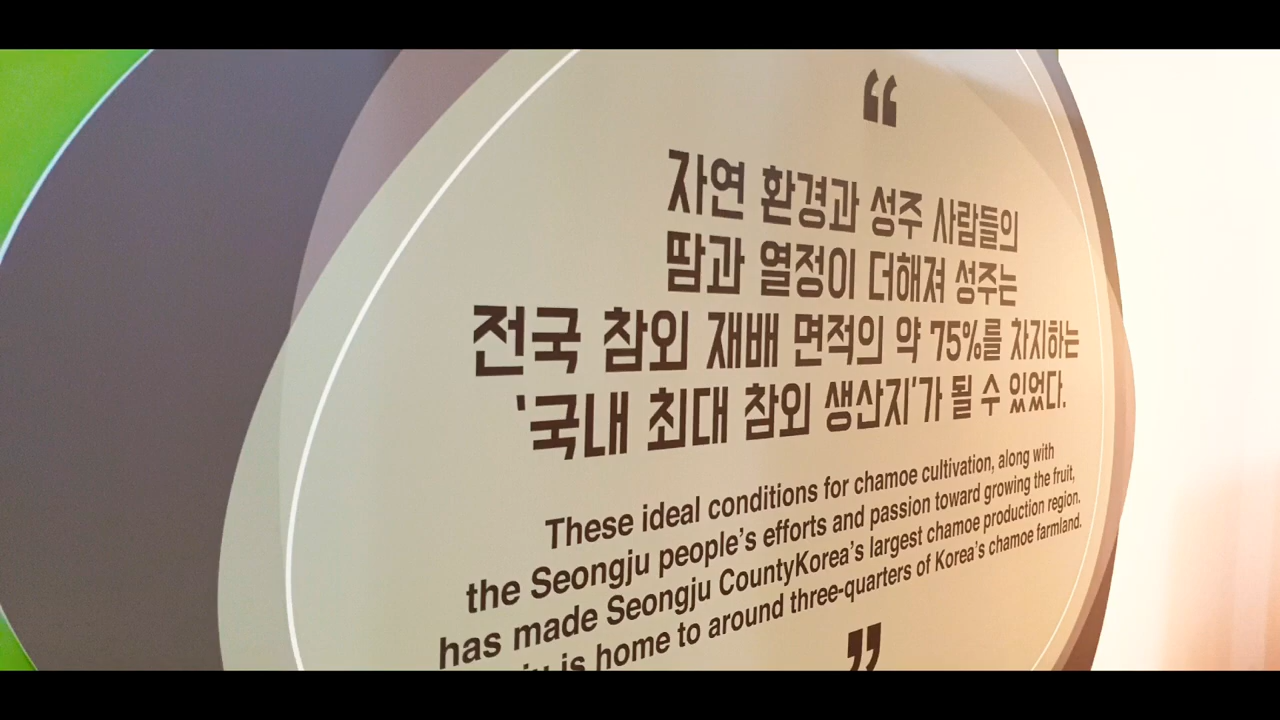 “
자연 환경과 성주 사람들의
땀과 열정이 더해져 성주는
전국 참외 재배 면적의 약 75%를 차지하는
'국내 최대 참외 생산지'가 될 수 있었다.
These ideal conditions for chamoe cultivation, along with
the Seongju people's efforts and passion toward growing the fruit,
has made Seongju CountyKorea's largest chamoe production region.
is home to around three-quarters of Korea's chamoe farmland.
”